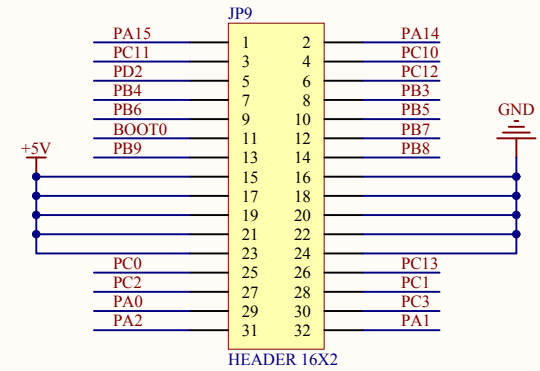 JP9
PA15 1 2 PA14
PC11 3 4 PC10
PD2 5 6 PC12
PB4 7 8 PB3
PB6 9 10 PB5 GND
BOOT0 11 12 PB7
+5V PB9 13 14 PB8
15 16
17 18
19 20
21 22
23 24
PC0 25 26 PC13
PC2 27 28 PC1
PA0 29 30 PC3
PA2 31 32 PA1
HEADER 16X2